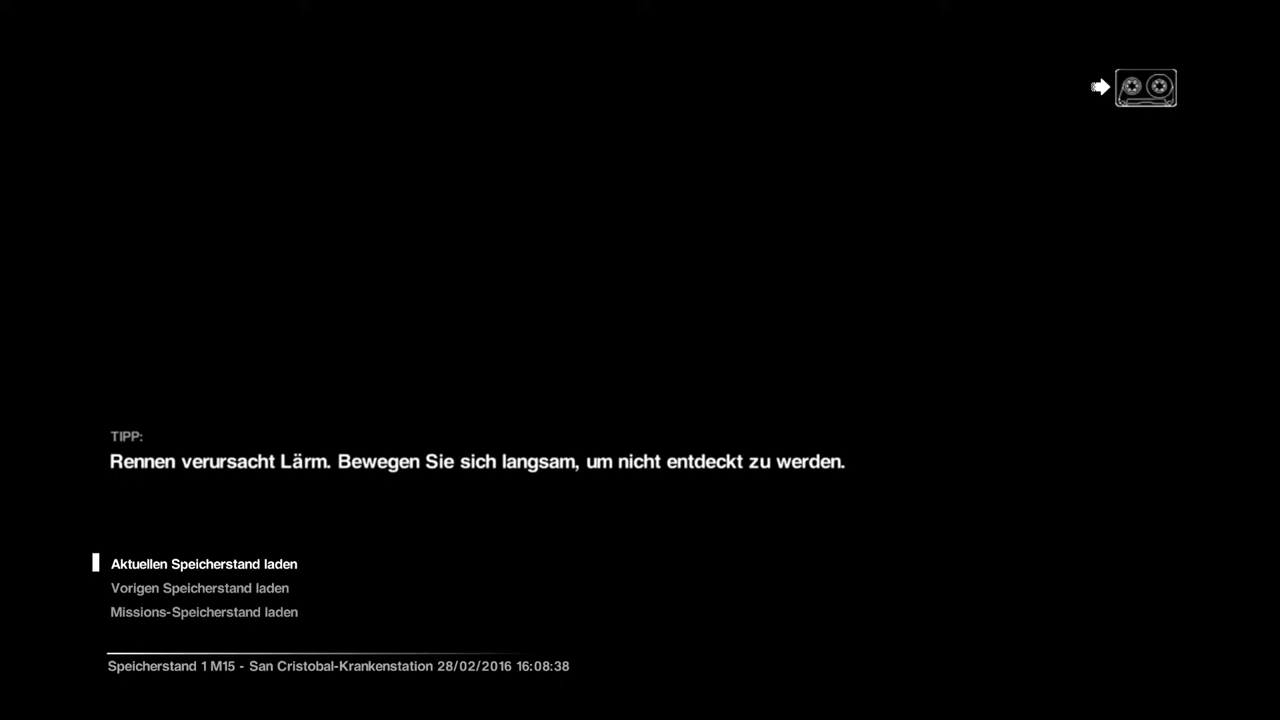 TIPP:
Rennen verursacht Lärm. Bewegen Sie sich langsam, um nicht entdeckt zu werden.
Aktuellen Speicherstand laden
Vorigen Speicherstand laden
Missions-Speicherstand laden
Speicherstand 1 M15 - San Cristobal-Krankenstation 28/02/2016 16:08:38